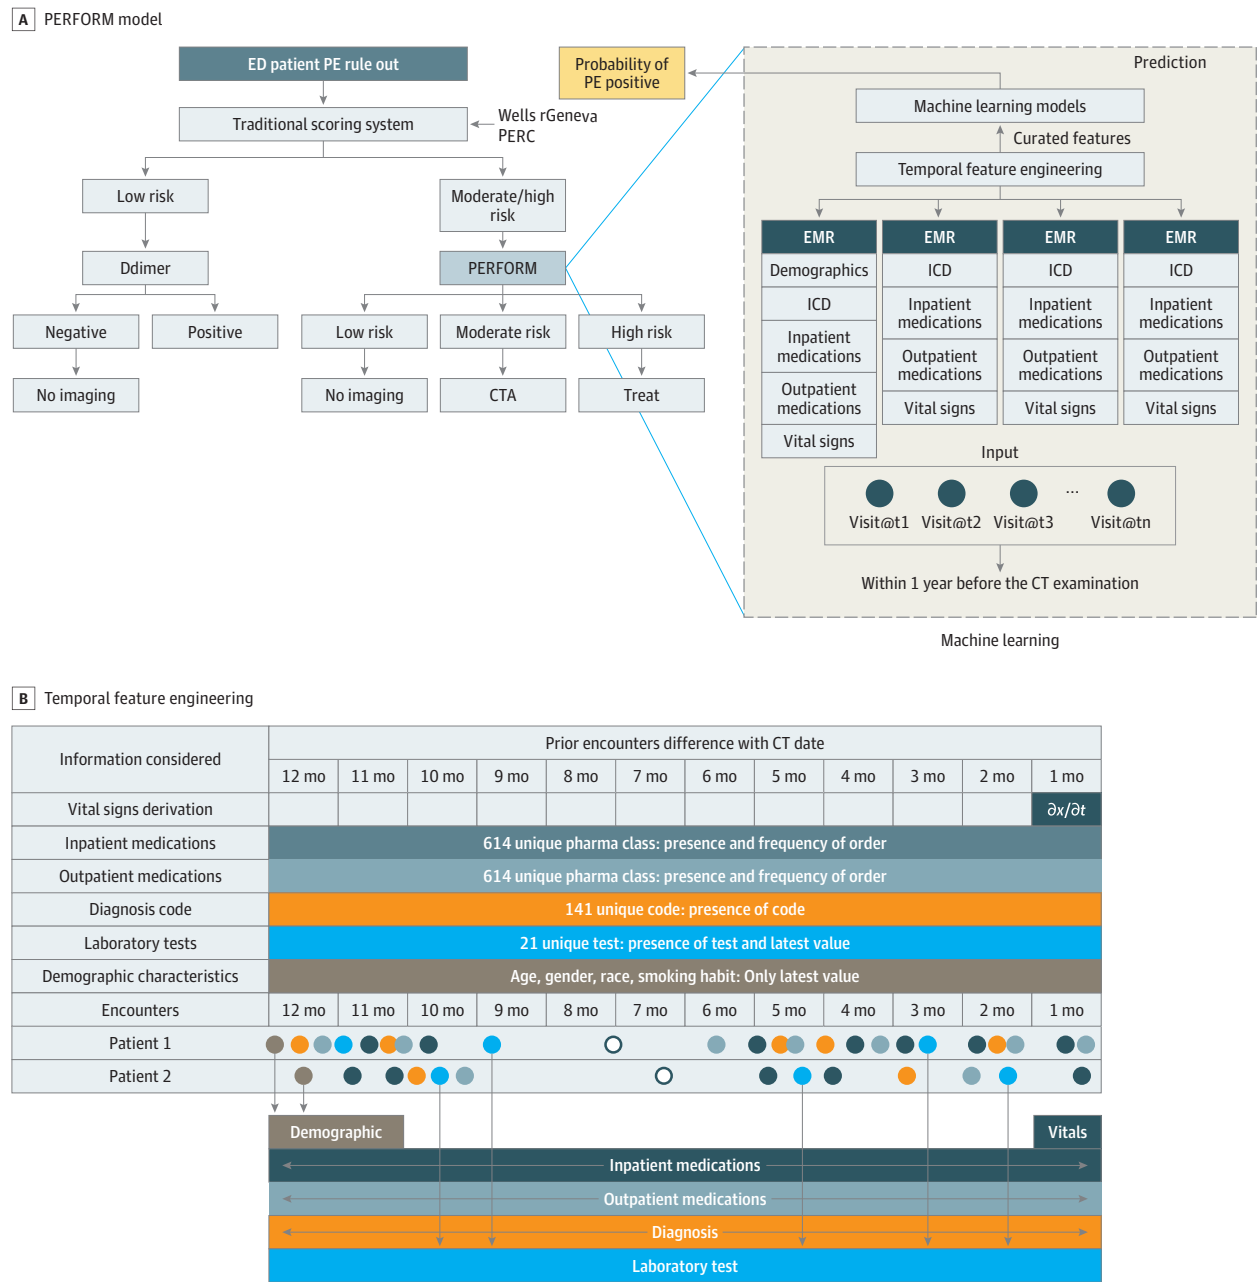 A PERFORM model
ED patient PE rule out
Traditional scoring system
Wells rGeneva
PERC
Low risk
Moderate/high
risk
Ddimer
PERFORM
Negative
Positive
Low risk
Moderate risk
High risk
No imaging
No imaging
CTA
Treat
Probability of
PE positive
Prediction
Machine learning models
Curated features
Temporal feature engineering
EMR
Demographics
ICD
Inpatient
medications
Outpatient
medications
Vital signs
EMR
ICD
Inpatient
medications
Outpatient
medications
Vital signs
EMR
ICD
Inpatient
medications
Outpatient
medications
Vital signs
EMR
ICD
Inpatient
medications
Outpatient
medications
Vital signs
Input
...
Visit@t1 Visit@t2 Visit@t3 Visit@tn
Within 1 year before the CT examination
Machine learning
B Temporal feature engineering
Information considered
Prior encounters difference with CT date
12 mo 11 mo 10 mo 9 mo 8 mo 7 mo 6 mo 5 mo 4 mo 3 mo 2 mo 1 mo
Vital signs derivation ∂x/∂t
Inpatient medications 614 unique pharma class: presence and frequency of order
Outpatient medications 614 unique pharma class: presence and frequency of order
Diagnosis code 141 unique code: presence of code
Laboratory tests 21 unique test: presence of test and latest value
Demographic characteristics Age, gender, race, smoking habit: Only latest value
Encounters 12 mo 11 mo 10 mo 9 mo 8 mo 7 mo 6 mo 5 mo 4 mo 3 mo 2 mo 1 mo
Patient 1
Patient 2
Demographic Vitals
Inpatient medications
Outpatient medications
Diagnosis
Laboratory test